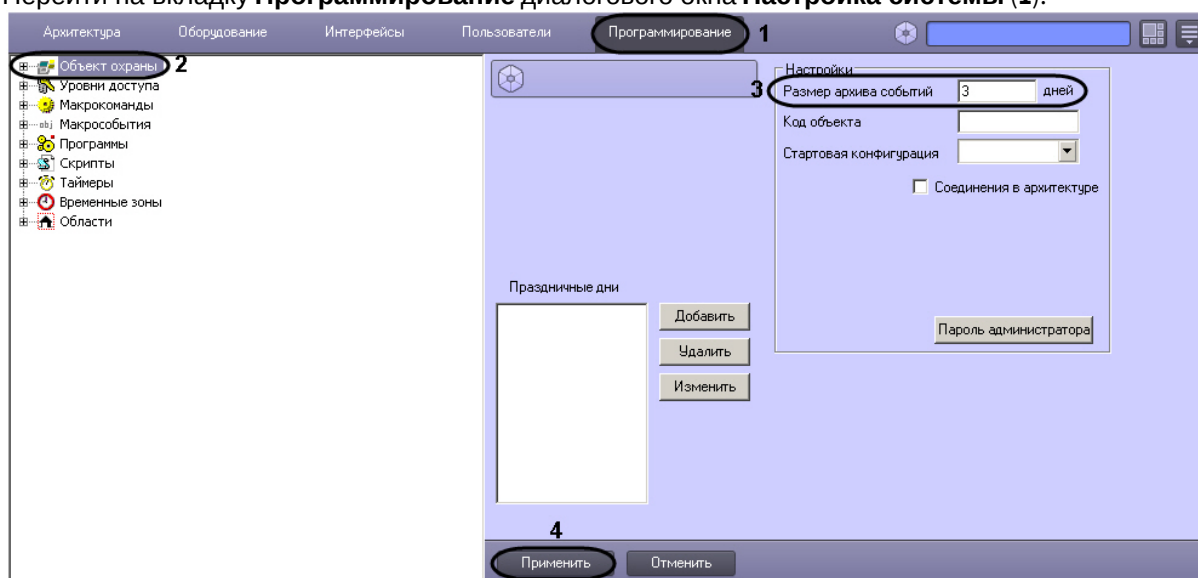 Перейти на вкладку Программирование диалогового окна Настройка системы (1).
Архитектура Оборудование Интерфейсы Пользователи Программирование 1
Объект охраны 2
Уровни доступа
Макрокоманды
obj Макрособытия
Программы
Скрипты
Таймеры
Временные зоны
Области
Настройки
3 Размер архива событий 3 дней
Код объекта
Стартовая конфигурация
Соединения в архитектуре
Праздничные дни
Добавить
Удалить
Изменить
Пароль администратора
4
Применить Отменить